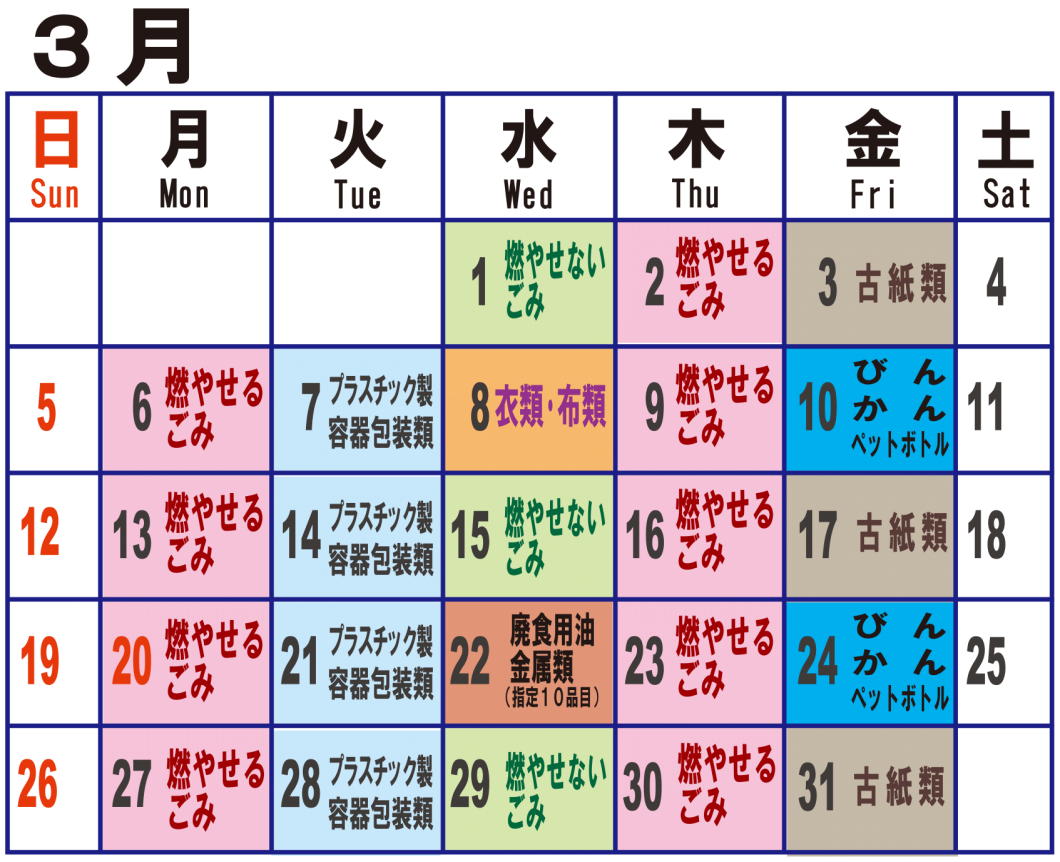 3月
日 月 火 水 木 金 土
Sun Mon Tue Wed Thu Fri Sat
1 燃やせない
ごみ
2 燃やせる
ごみ
3 古紙類
4
5
6 燃やせる
ごみ
7 プラスチック製
容器包装類
8 衣類・布類
9 燃やせる
ごみ
10 びん
かん
ペットボトル
11
12
13 燃やせる
ごみ
14 プラスチック製
容器包装類
15 燃やせない
ごみ
16 燃やせる
ごみ
17 古紙類
18
19
20 燃やせる
ごみ
21 プラスチック製
容器包装類
22 廃食用油
金属類
（指定10品目）
23 燃やせる
ごみ
24 びん
かん
ペットボトル
25
26
27 燃やせる
ごみ
28 プラスチック製
容器包装類
29 燃やせない
ごみ
30 燃やせる
ごみ
31 古紙類